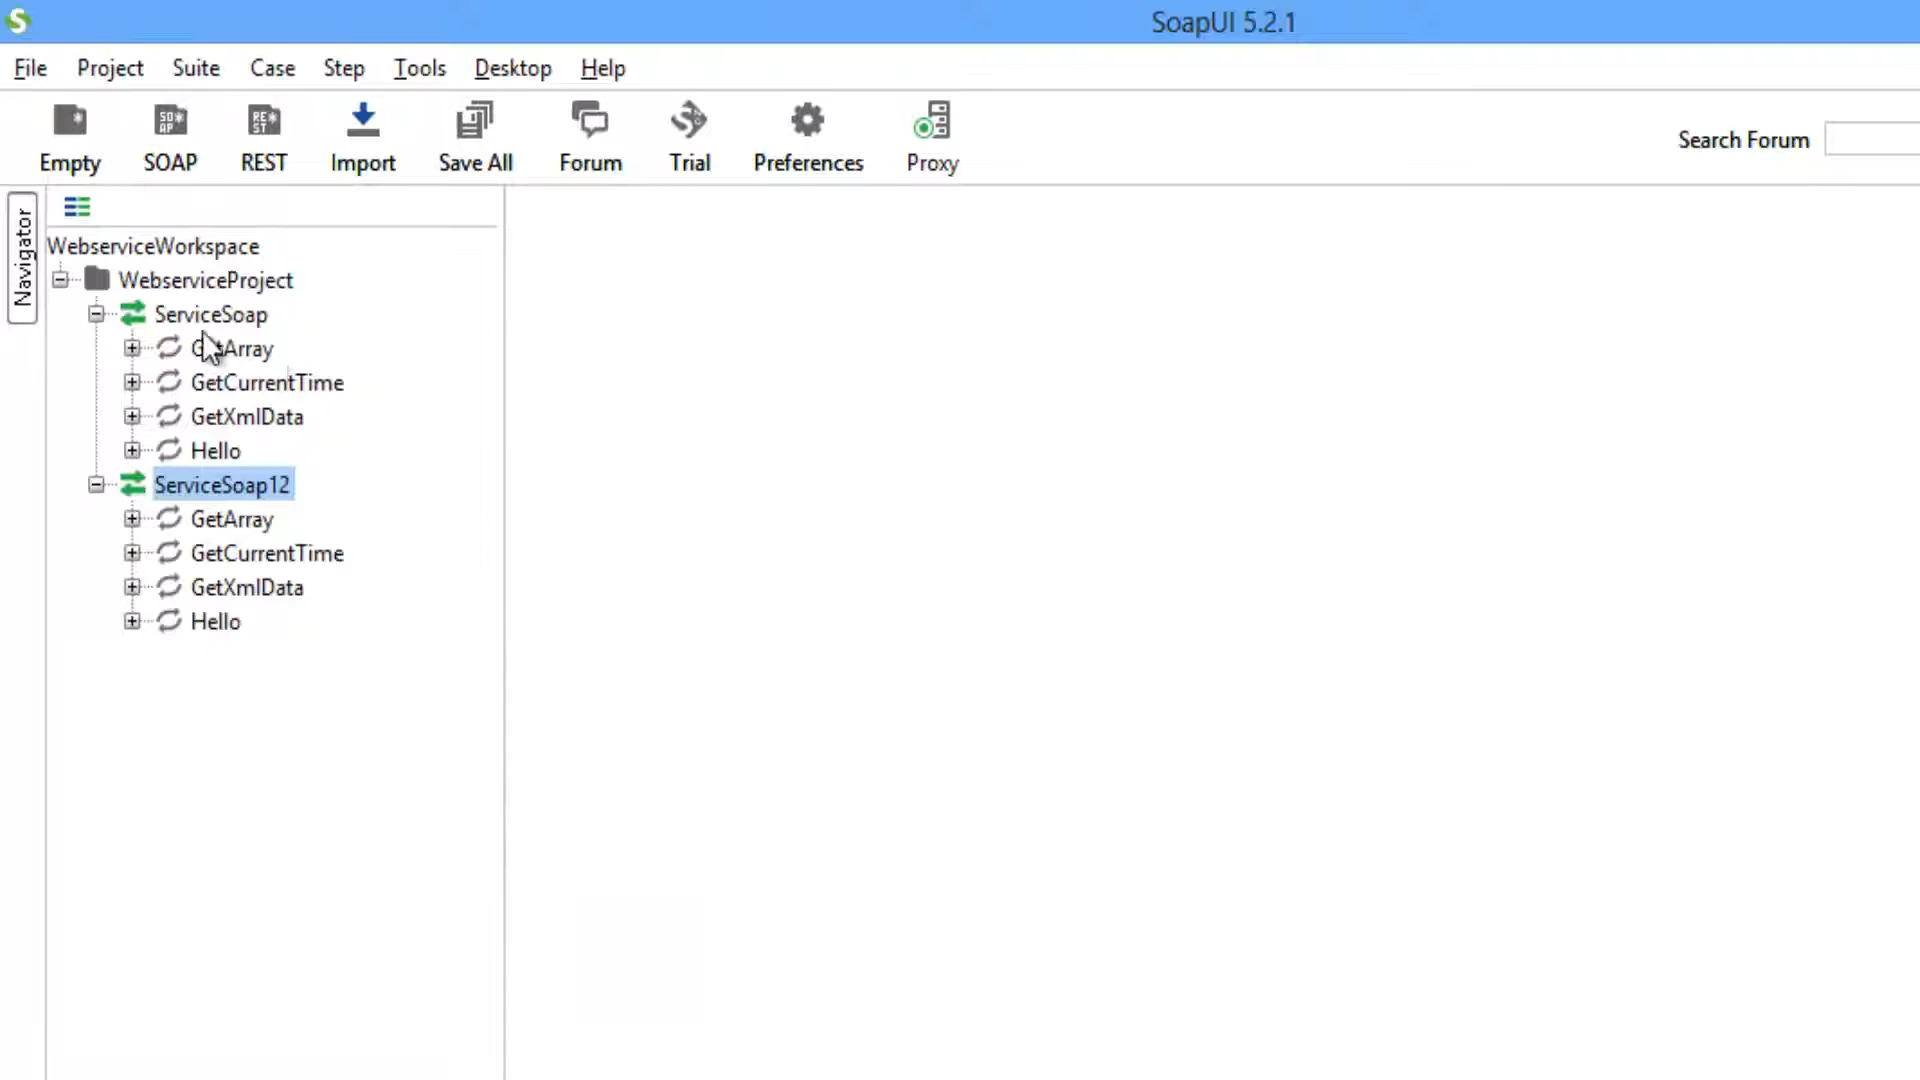 SoapUI 5.2.1
File Project Suite Case Step Tools Desktop Help
Empty SOAP REST Import Save All Forum Trial Preferences Proxy Search Forum
Navigator
WebserviceWorkspace
WebserviceProject
ServiceSoap
GetArray
GetCurrentTime
GetXmlData
Hello
ServiceSoap12
GetArray
GetCurrentTime
GetXmlData
Hello